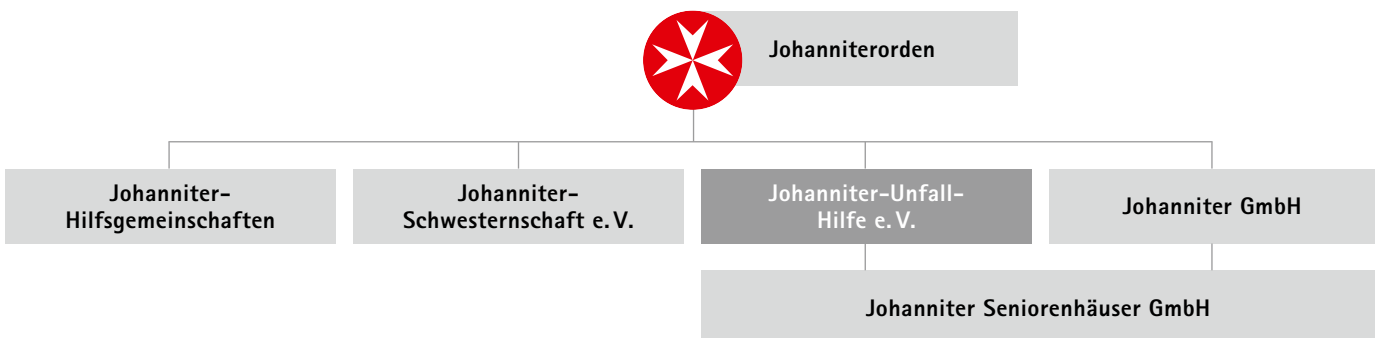 Johanniterorden
Johanniter-
Hilfsgemeinschaften
Johanniter-
Schwesternschaft e. V.
Johanniter-Unfall-
Hilfe e. V.
Johanniter GmbH
Johanniter Seniorenhäuser GmbH